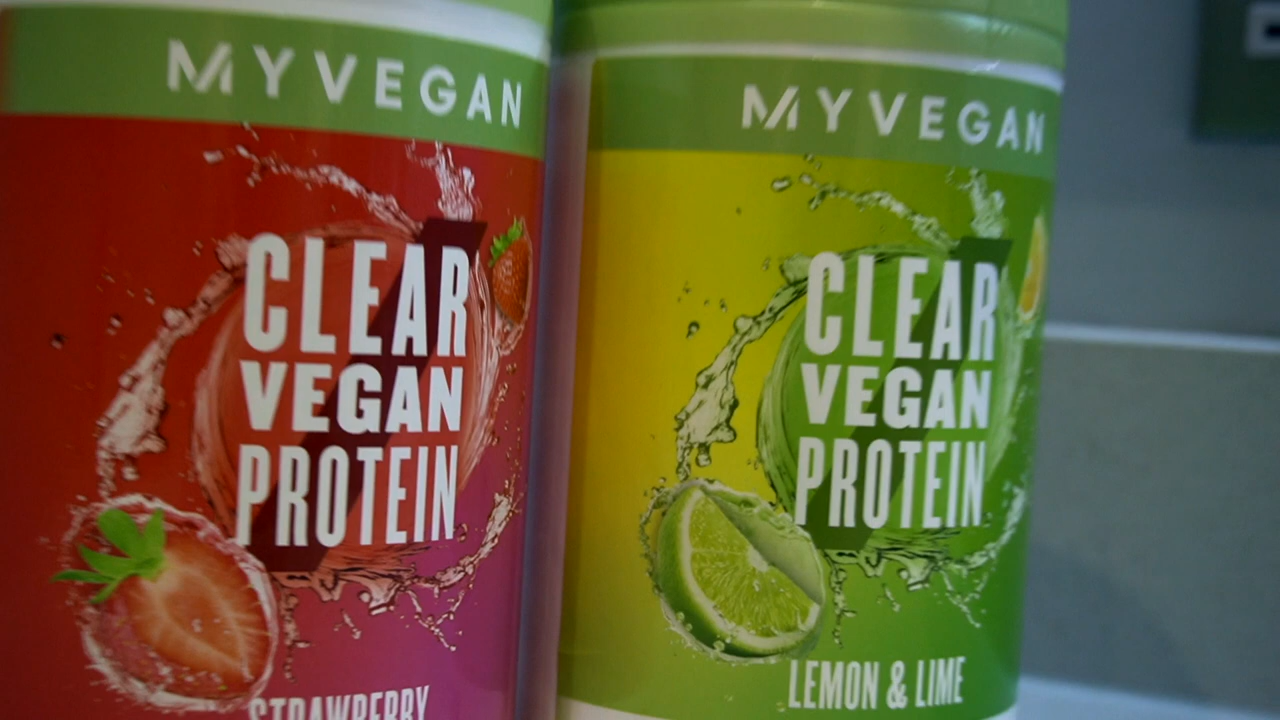 MYVEGAN
CLEAR
VEGAN
PROTEIN
STRAWBERRY
MYVEGAN
CLEAR
VEGAN
PROTEIN
LEMON & LIME